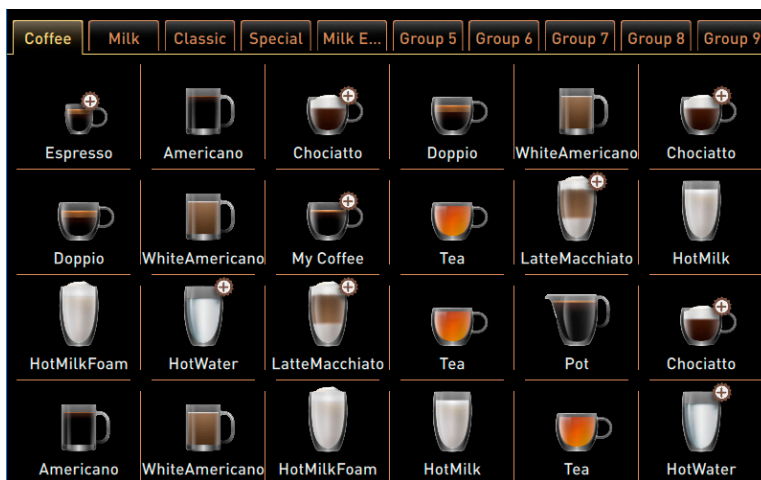 Coffee Milk Classic Special Milk E... Group 5 Group 6 Group 7 Group 8 Group 9
Espresso Americano Chociatto Doppio WhiteAmericano Chociatto
Doppio WhiteAmericano My Coffee Tea LatteMacchiato HotMilk
HotMilkFoam HotWater LatteMacchiato Tea Pot Chociatto
Americano WhiteAmericano HotMilkFoam HotMilk Tea HotWater